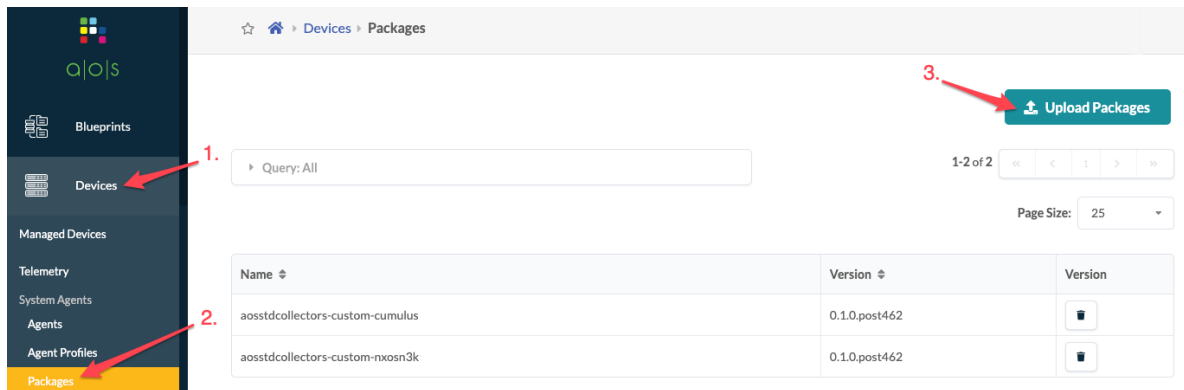 a|o|s
Blueprints
Devices
Managed Devices
Telemetry
System Agents
Agents
Agent Profiles
Packages
1.
2.
3.
Devices Packages
Upload Packages
Query: All
1-2 of 2 « < 1 > »
Page Size: 25
Name Version Version
aosstdcollectors-custom-cumulus 0.1.0.post462
aosstdcollectors-custom-nxosn3k 0.1.0.post462